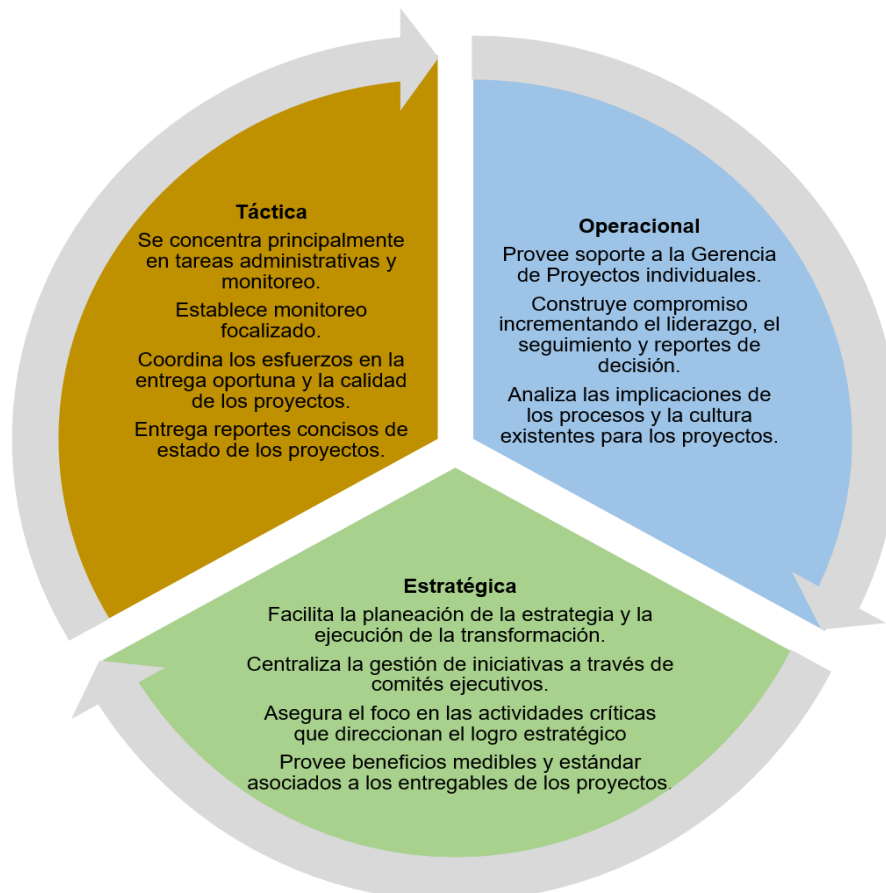 Táctica
Se concentra principalmente
en tareas administrativas y
monitoreo.
Establece monitoreo
focalizado.
Coordina los esfuerzos en la
entrega oportuna y la calidad
de los proyectos.
Entrega reportes concisos de
estado de los proyectos.
Operacional
Provee soporte a la Gerencia
de Proyectos individuales.
Construye compromiso
incrementando el liderazgo, el
seguimiento y reportes de
decisión.
Analiza las implicaciones de
los procesos y la cultura
existentes para los proyectos.
Estratégica
Facilita la planeación de la estrategia y la
ejecución de la transformación.
Centraliza la gestión de iniciativas a través de
comités ejecutivos.
Asegura el foco en las actividades críticas
que direccionan el logro estratégico
Provee beneficios medibles y estándar
asociados a los entregables de los proyectos.